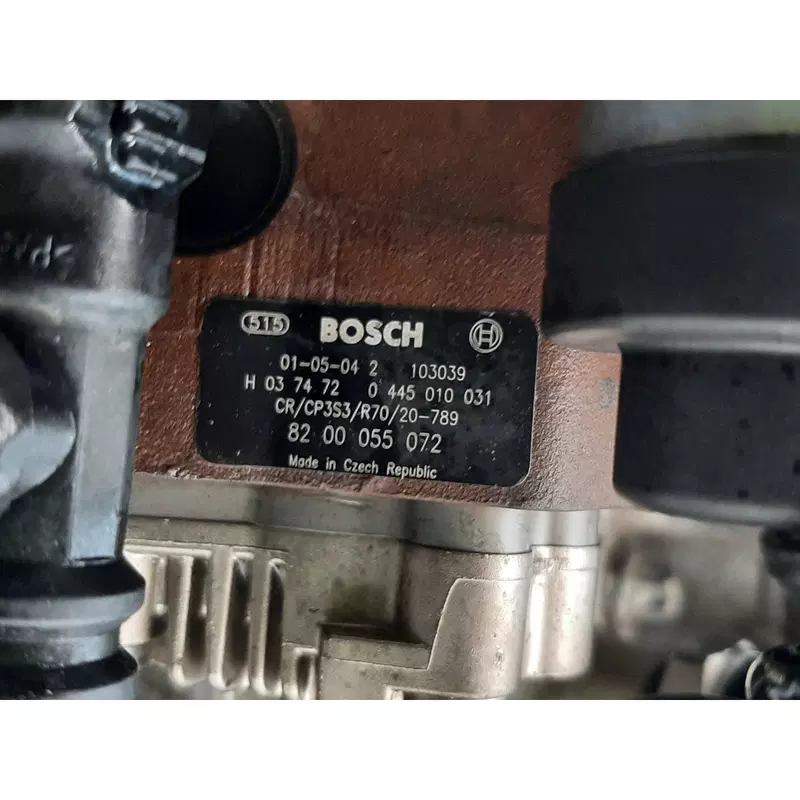 515 BOSCH
01-05-04 2 103039
H 03 74 72 0 445 010 031
CR/CP3S3/R70/20-789
82 00 055 072
Made in Czech Republic